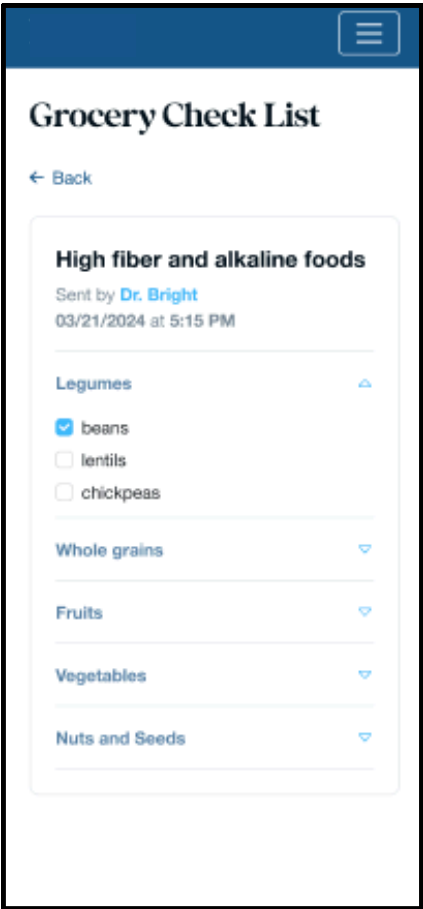 Grocery Check List
← Back
High fiber and alkaline foods
Sent by Dr. Bright
03/21/2024 at 5:15 PM
Legumes
beans
lentils
chickpeas
Whole grains
Fruits
Vegetables
Nuts and Seeds